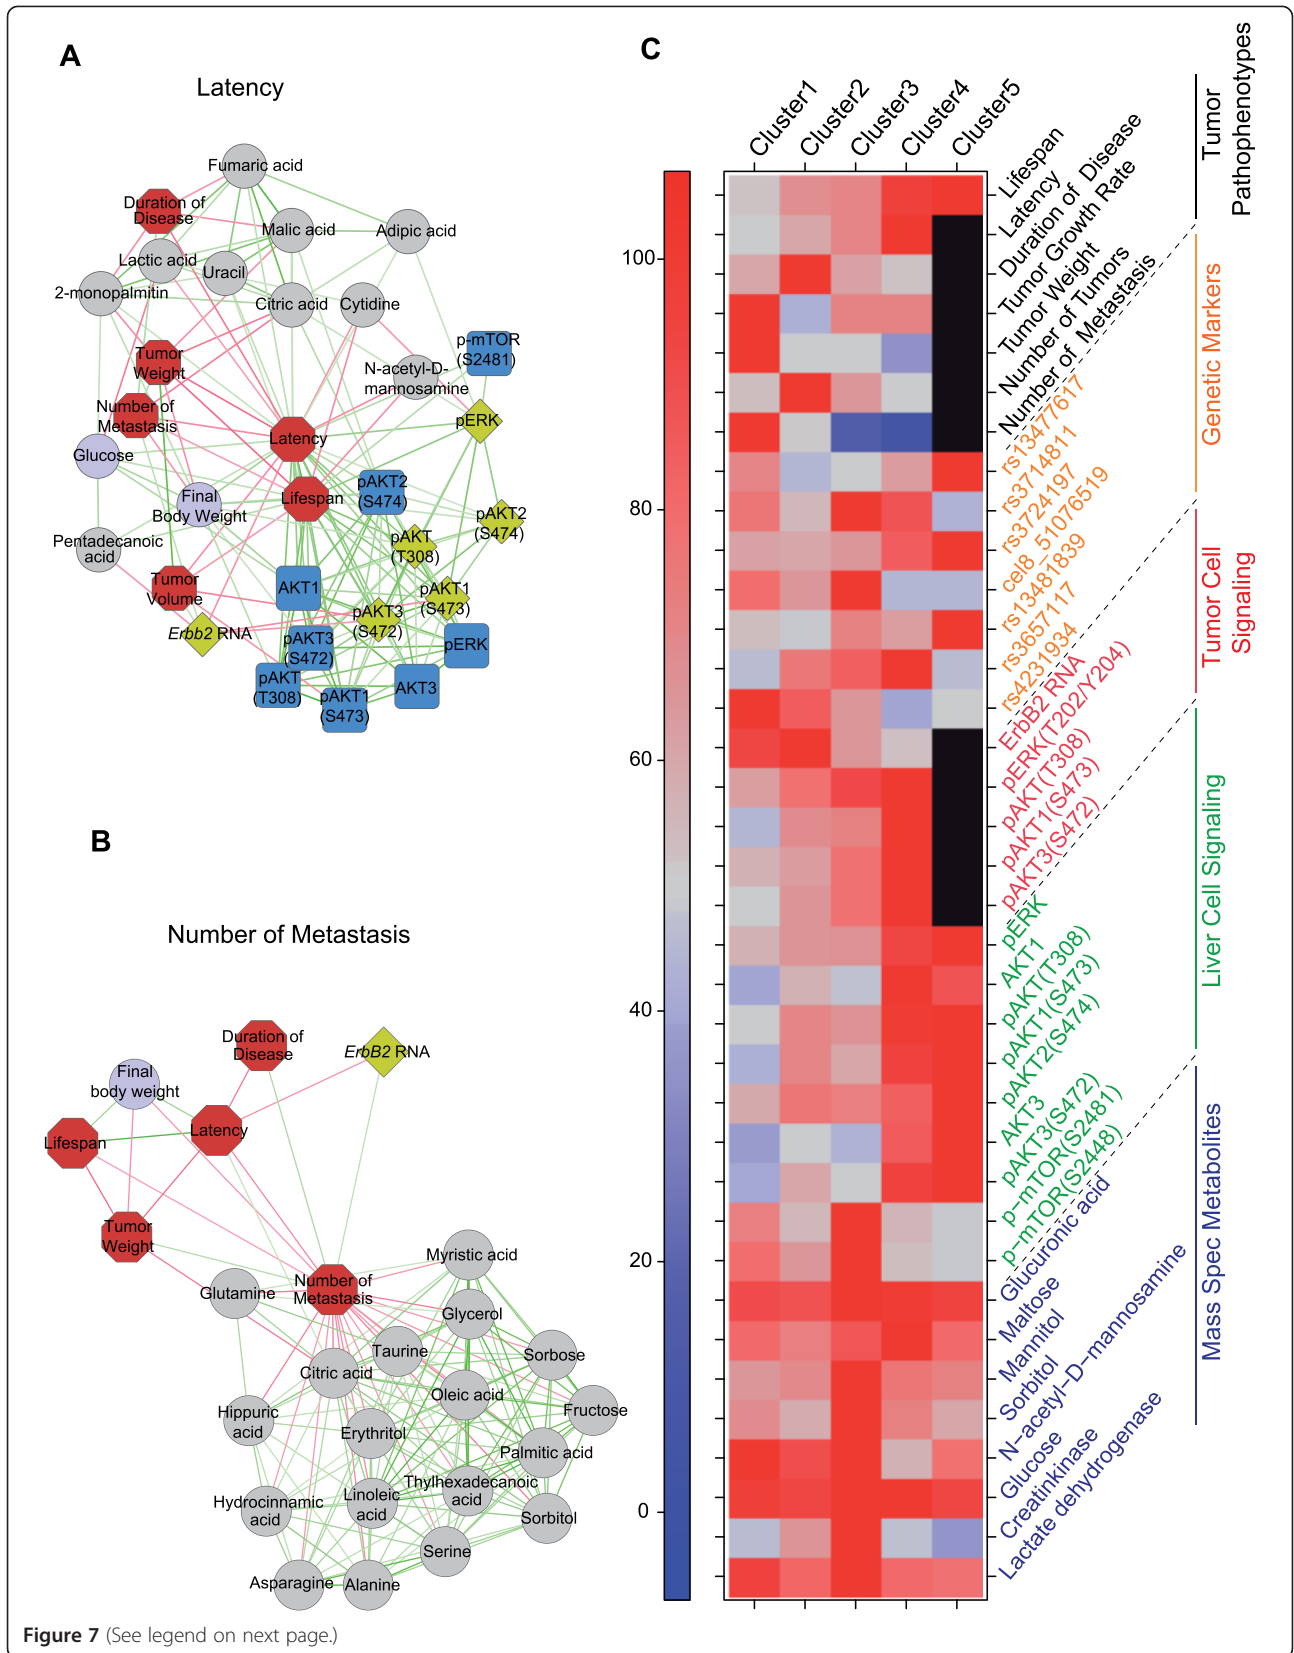 A
Latency
Fumaric acid
Duration of
Disease
Malic acid
Adipic acid
Lactic acid
Uracil
2-monopalmitin
Citric acid
Cytidine
p-mTOR
(S2481)
Tumor
Weight
N-acetyl-D-
mannosamine
Number of
Metastasis
pERK
Latency
Glucose
pAKT2
(S474)
Final
Body Weight
Lifespan
pAKT2
(S474)
Pentadecanoic
acid
pAKT
(T308)
Tumor
Volume
AKT1
pAKT1
(S473)
pAKT3
(S472)
Erbb2 RNA
pAKT3
(S472)
pERK
pAKT
(T308)
AKT3
pAKT1
(S473)
B
Number of Metastasis
Duration of
Disease
ErbB2 RNA
Final
body weight
Lifespan
Latency
Tumor
Weight
Myristic acid
Glutamine
Number of
Metastasis
Glycerol
Taurine
Sorbose
Citric acid
Oleic acid
Fructose
Hippuric
acid
Erythritol
Palmitic acid
Thylhexadecanoic
acid
Hydrocinnamic
acid
Linoleic
acid
Sorbitol
Serine
Asparagine
Alanine
C
Cluster1
Cluster2
Cluster3
Cluster4
Cluster5
100
80
60
40
20
0
Lifespan
Latency
Duration of Disease
Tumor Growth Rate
Tumor Weight
Number of Tumors
Number of Metastasis
rs13477617
rs3714811
rs3724197
cel8_51076519
rs13481839
rs3657117
rs4231934
ErbB2 RNA
pERK(T202/Y204)
pAKT(T308)
pAKT1(S473)
pAKT3(S472)
pERK
AKT1
pAKT(T308)
pAKT1(S473)
pAKT2(S474)
AKT3
pAKT3(S472)
p-mTOR(S2481)
p-mTOR(S2448)
Glucuronic acid
Maltose
Mannitol
Sorbitol
N-acetyl-D-mannosamine
Glucose
Creatinkinase
Lactate dehydrogenase
Tumor
Pathophenotypes
Genetic Markers
Tumor Cell
Signaling
Liver Cell Signaling
Mass Spec Metabolites
Figure 7 (See legend on next page.)